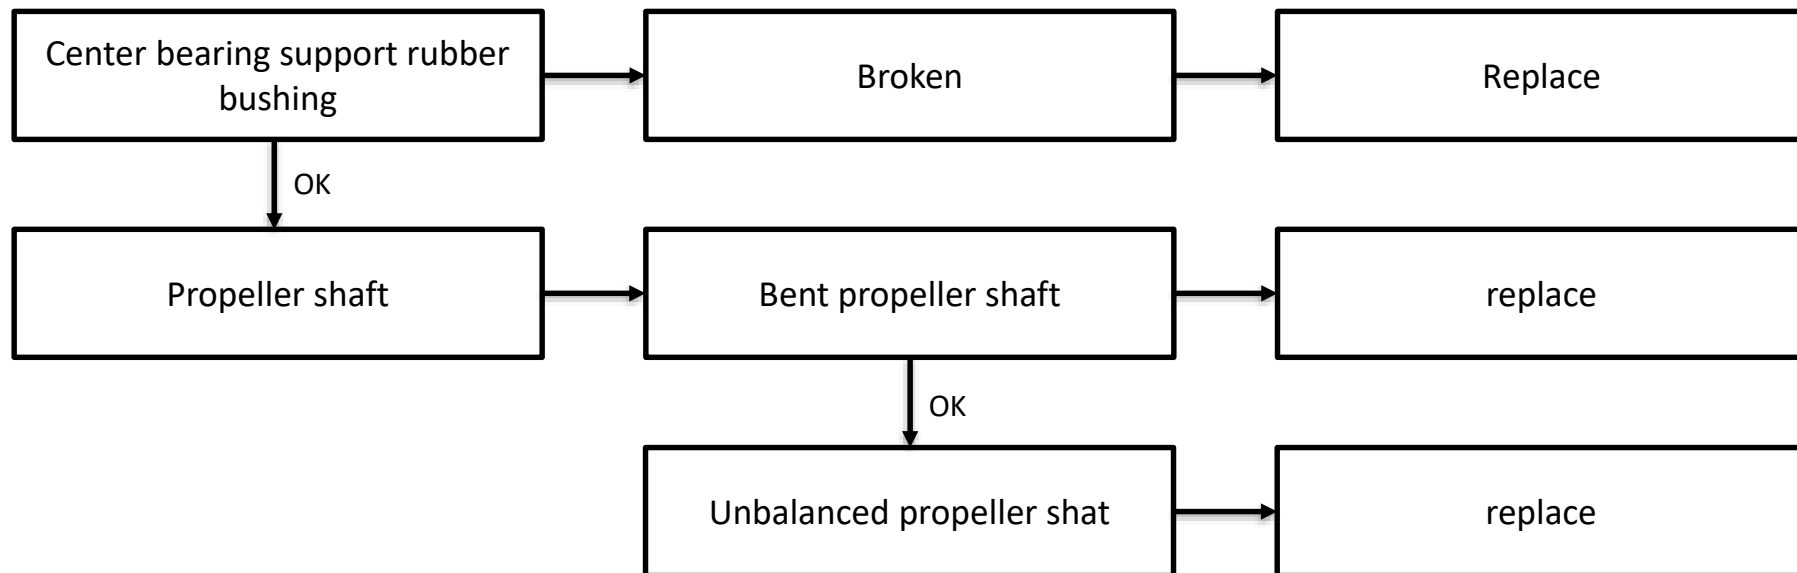 Center bearing support rubber
bushing
Broken
Replace
OK
Propeller shaft
Bent propeller shaft
replace
OK
Unbalanced propeller shat
replace